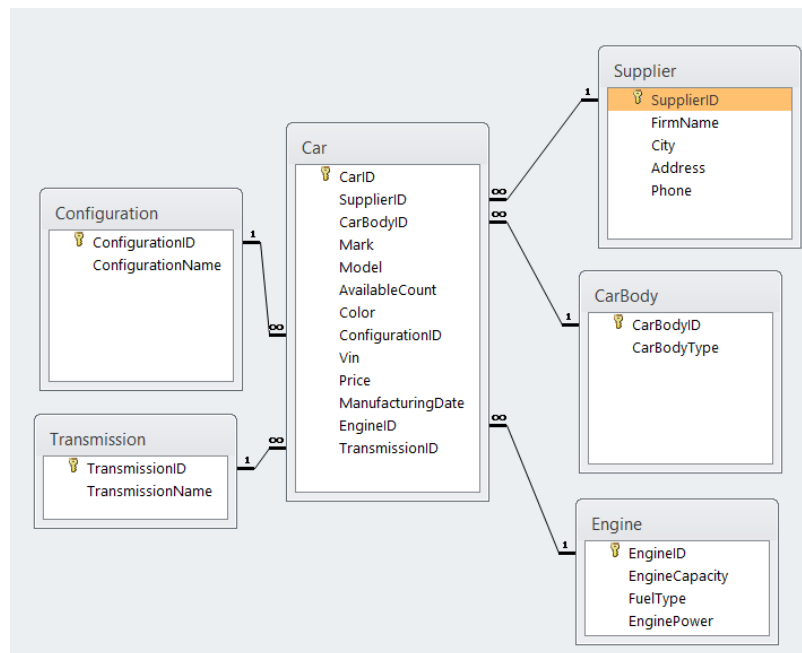 Supplier
SupplierID
FirmName
City
Address
Phone
Car
CarID
SupplierID
CarBodyID
Mark
Model
AvailableCount
Color
ConfigurationID
Vin
Price
ManufacturingDate
EngineID
TransmissionID
Configuration
ConfigurationID
ConfigurationName
Transmission
TransmissionID
TransmissionName
CarBody
CarBodyID
CarBodyType
Engine
EngineID
EngineCapacity
FuelType
EnginePower
1
∞
1
∞
1
∞
1
∞
1
∞